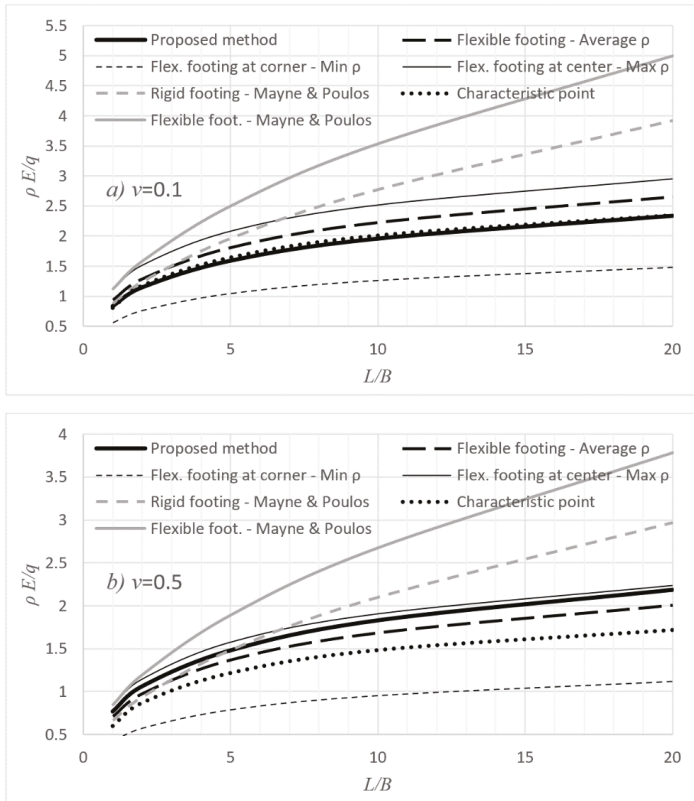 5.5
5
4.5
4
3.5
3
2.5
2
1.5
1
0.5
ρ E/q
Proposed method
Flexible footing - Average ρ
Flex. footing at corner - Min ρ
Flex. footing at center - Max ρ
Rigid footing - Mayne & Poulos
Characteristic point
Flexible foot. - Mayne & Poulos
a) ν=0.1
0 5 10 15 20
L/B
4
3.5
3
2.5
2
1.5
1
0.5
ρ E/q
Proposed method
Flexible footing - Average ρ
Flex. footing at corner - Min ρ
Flex. footing at center - Max ρ
Rigid footing - Mayne & Poulos
Characteristic point
Flexible foot. - Mayne & Poulos
b) ν=0.5
0 5 10 15 20
L/B